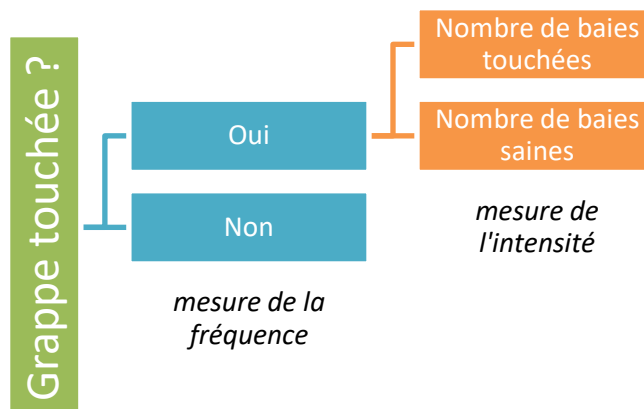 Grappe touchée ?
Oui
Non
mesure de la
fréquence
Nombre de baies
touchées
Nombre de baies
saines
mesure de
l'intensité